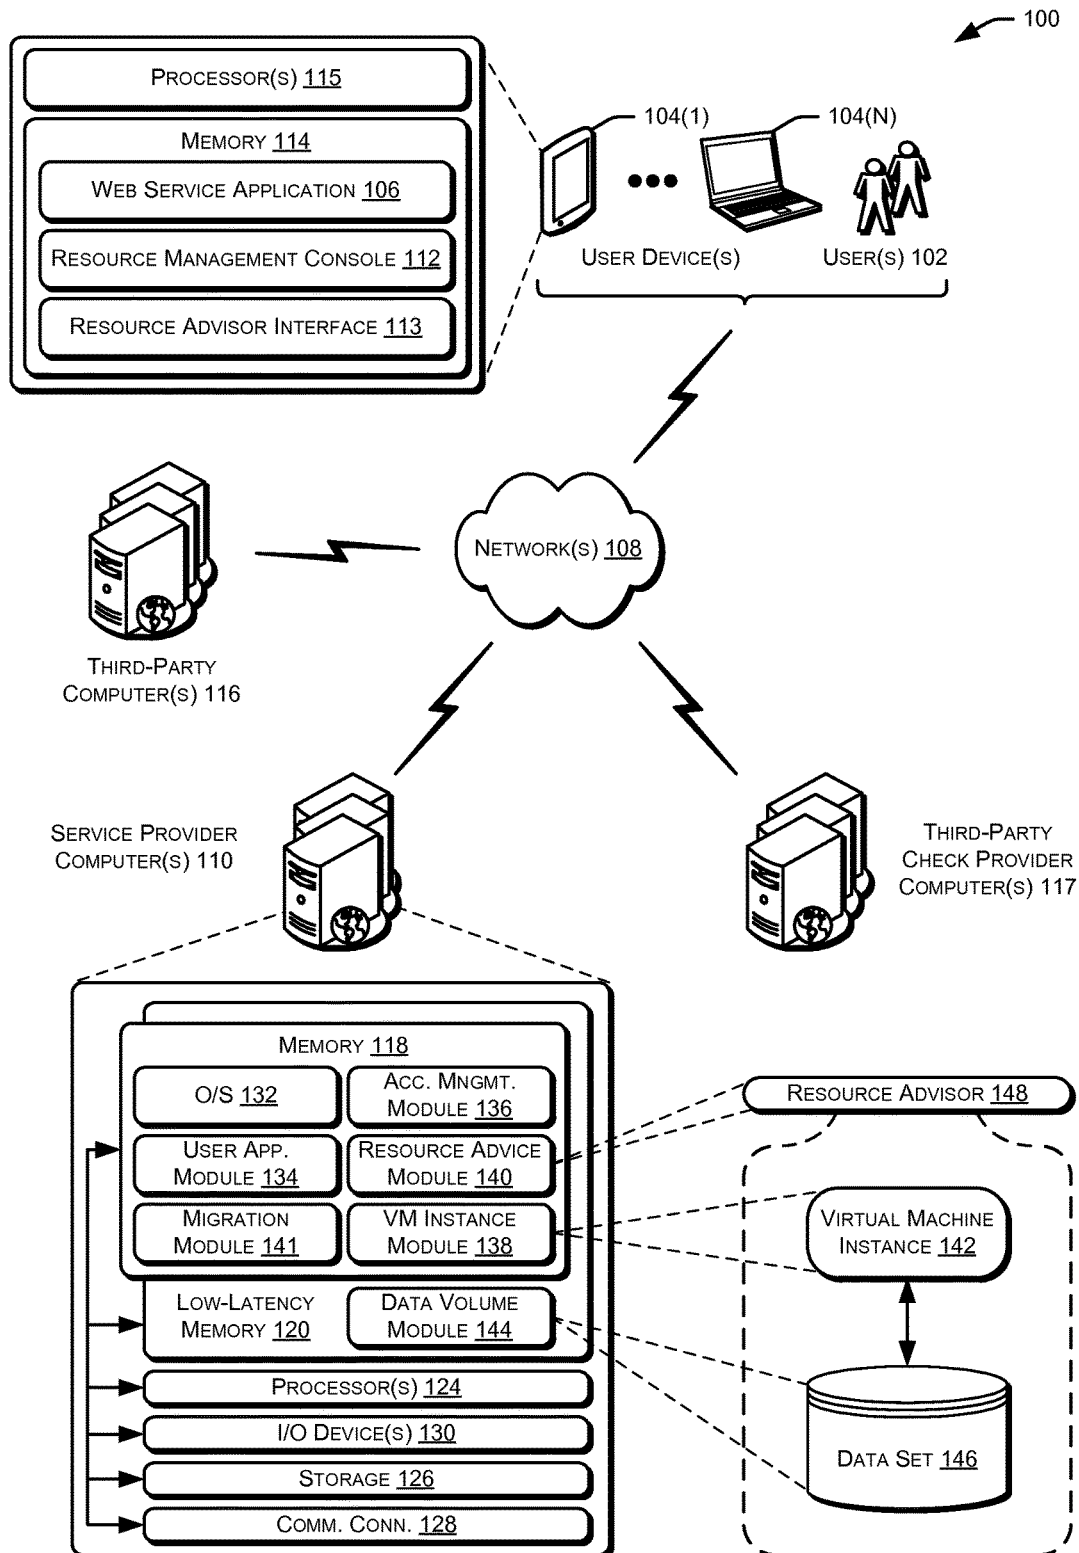 100
PROCESSOR(S) 115
MEMORY 114
WEB SERVICE APPLICATION 106
RESOURCE MANAGEMENT CONSOLE 112
RESOURCE ADVISOR INTERFACE 113
104(1)
104(N)
USER DEVICE(S)
USER(S) 102
NETWORK(S) 108
THIRD-PARTY
COMPUTER(S) 116
SERVICE PROVIDER
COMPUTER(S) 110
THIRD-PARTY
CHECK PROVIDER
COMPUTER(S) 117
MEMORY 118
O/S 132
ACC. MNGMT.
MODULE 136
USER APP.
MODULE 134
RESOURCE ADVICE
MODULE 140
MIGRATION
MODULE 141
VM INSTANCE
MODULE 138
LOW-LATENCY
MEMORY 120
DATA VOLUME
MODULE 144
PROCESSOR(S) 124
I/O DEVICE(S) 130
STORAGE 126
COMM. CONN. 128
RESOURCE ADVISOR 148
VIRTUAL MACHINE
INSTANCE 142
DATA SET 146